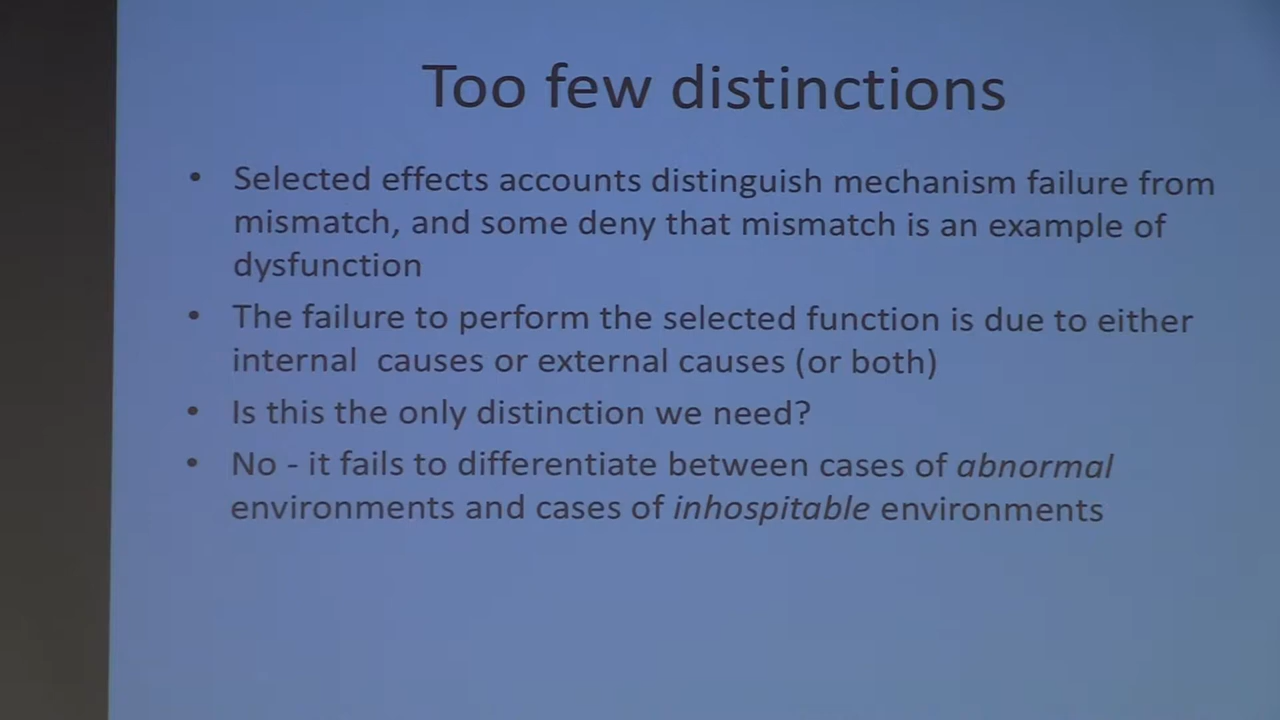 Too few distinctions
• Selected effects accounts distinguish mechanism failure from
mismatch, and some deny that mismatch is an example of
dysfunction
• The failure to perform the selected function is due to either
internal causes or external causes (or both)
• Is this the only distinction we need?
• No - it fails to differentiate between cases of abnormal
environments and cases of inhospitable environments